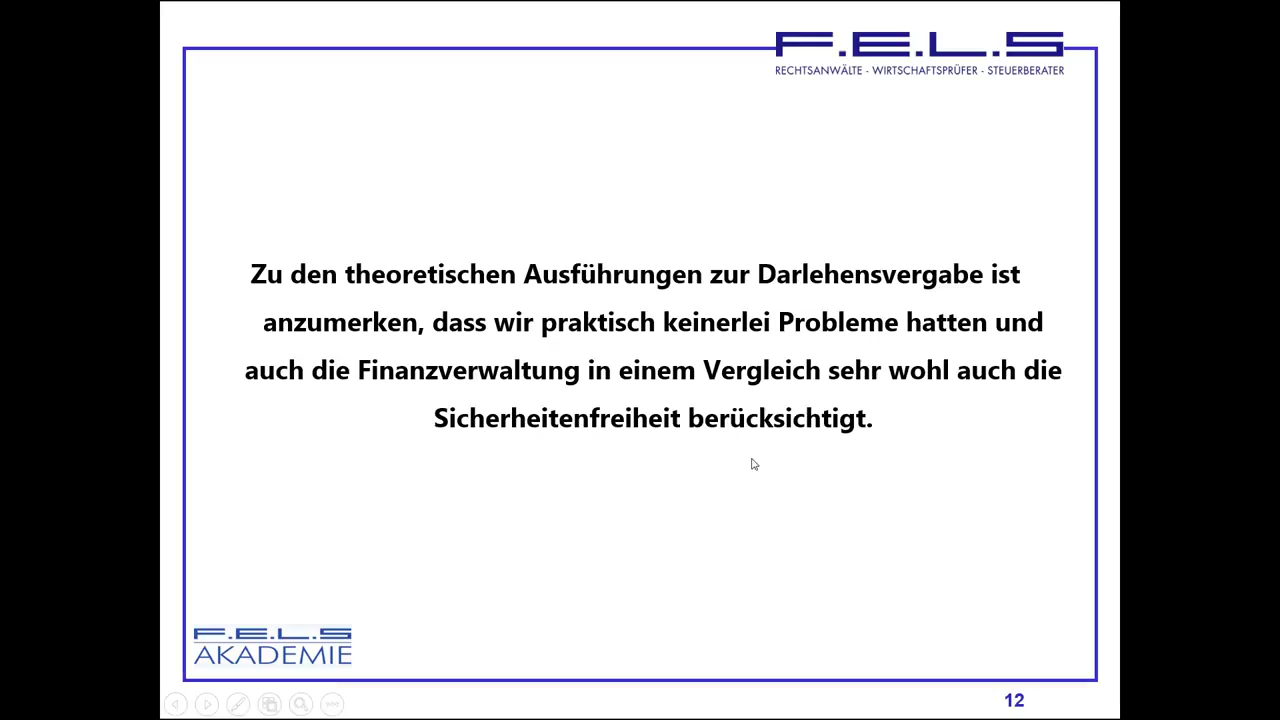 F.E.L.S
RECHTSANWÄLTE - WIRTSCHAFTSPRÜFER - STEUERBERATER
Zu den theoretischen Ausführungen zur Darlehensvergabe ist
anzumerken, dass wir praktisch keinerlei Probleme hatten und
auch die Finanzverwaltung in einem Vergleich sehr wohl auch die
Sicherheitenfreiheit berücksichtigt.
F.E.L.S
AKADEMIE
12